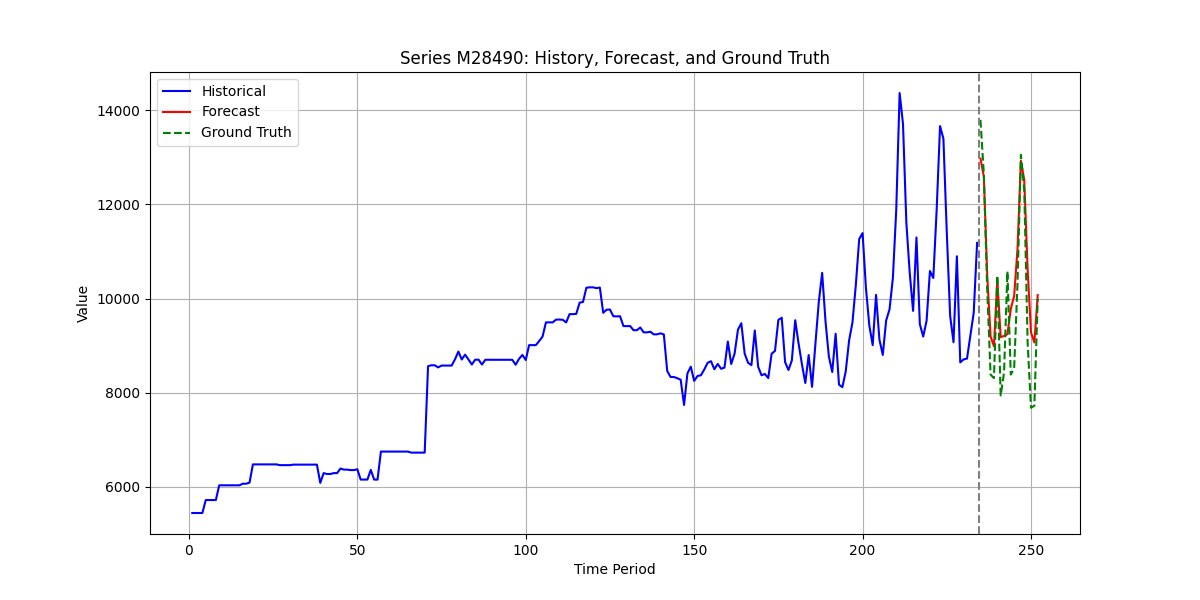 Series M28490: History, Forecast, and Ground Truth
Historical
Forecast
Ground Truth
14000
12000
10000
8000
6000
Value
0 50 100 150 200 250
Time Period